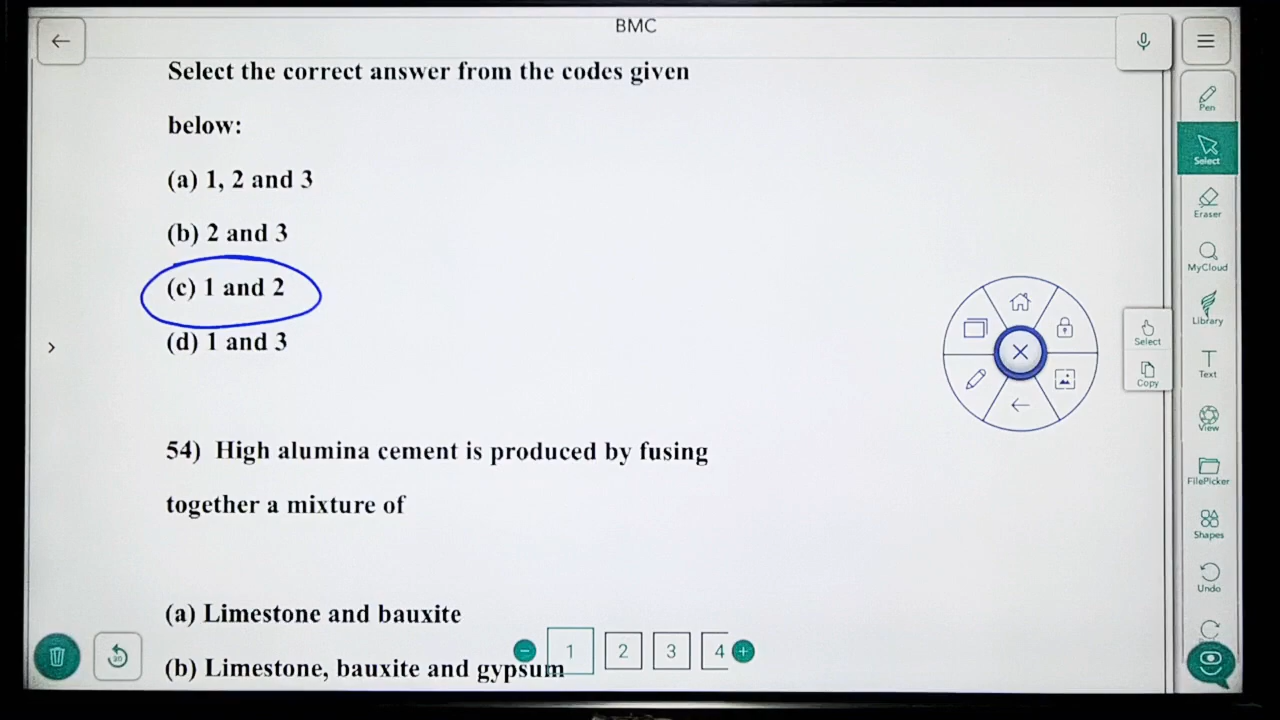 BMC
Select the correct answer from the codes given
below:
(a) 1, 2 and 3
(b) 2 and 3
(c) 1 and 2
(d) 1 and 3
54) High alumina cement is produced by fusing
together a mixture of
(a) Limestone and bauxite
(b) Limestone, bauxite and gypsum
1 2 3 4
Select
Copy
Pen
Select
Eraser
MyCloud
Library
Text
View
FilePicker
Shapes
Undo